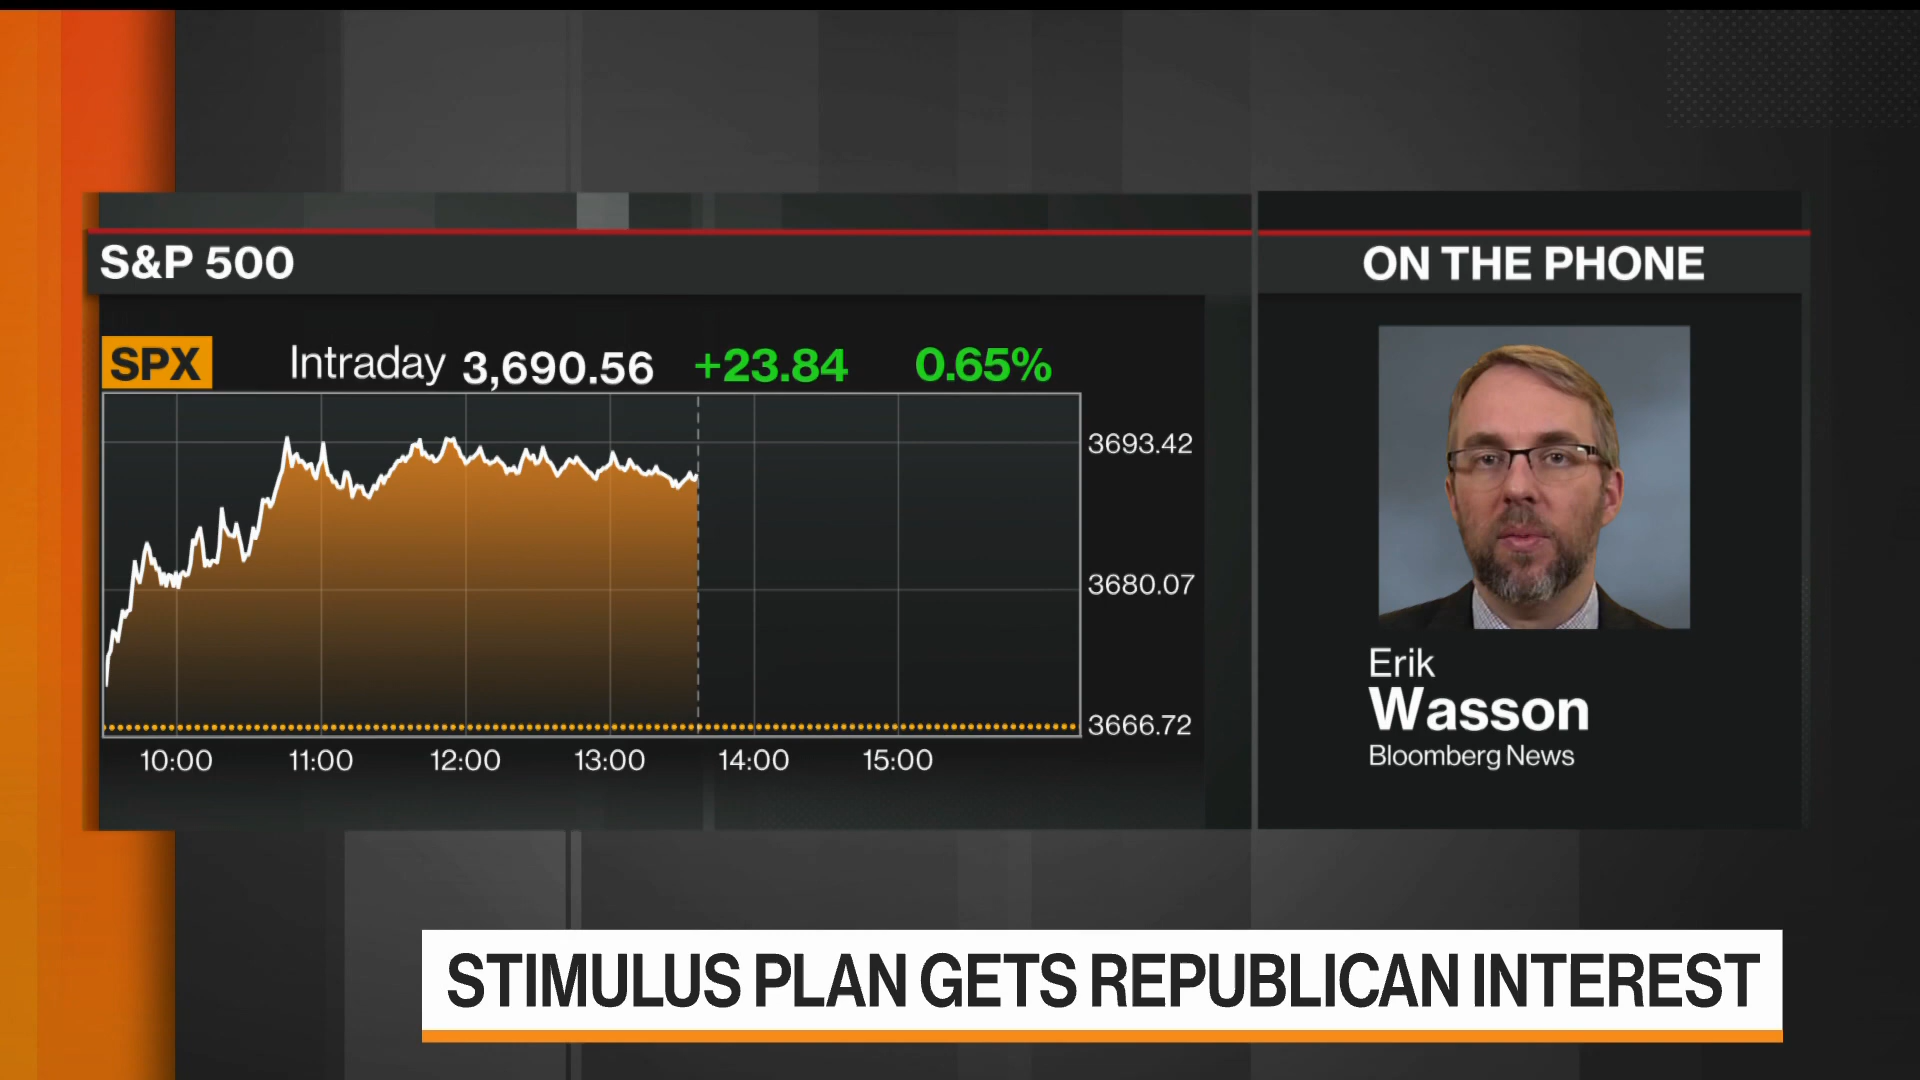 S&P 500
SPX Intraday 3,690.56 +23.84 0.65%
3693.42
3680.07
3666.72
10:00 11:00 12:00 13:00 14:00 15:00
ON THE PHONE
Erik
Wasson
Bloomberg News
STIMULUS PLAN GETS REPUBLICAN INTEREST